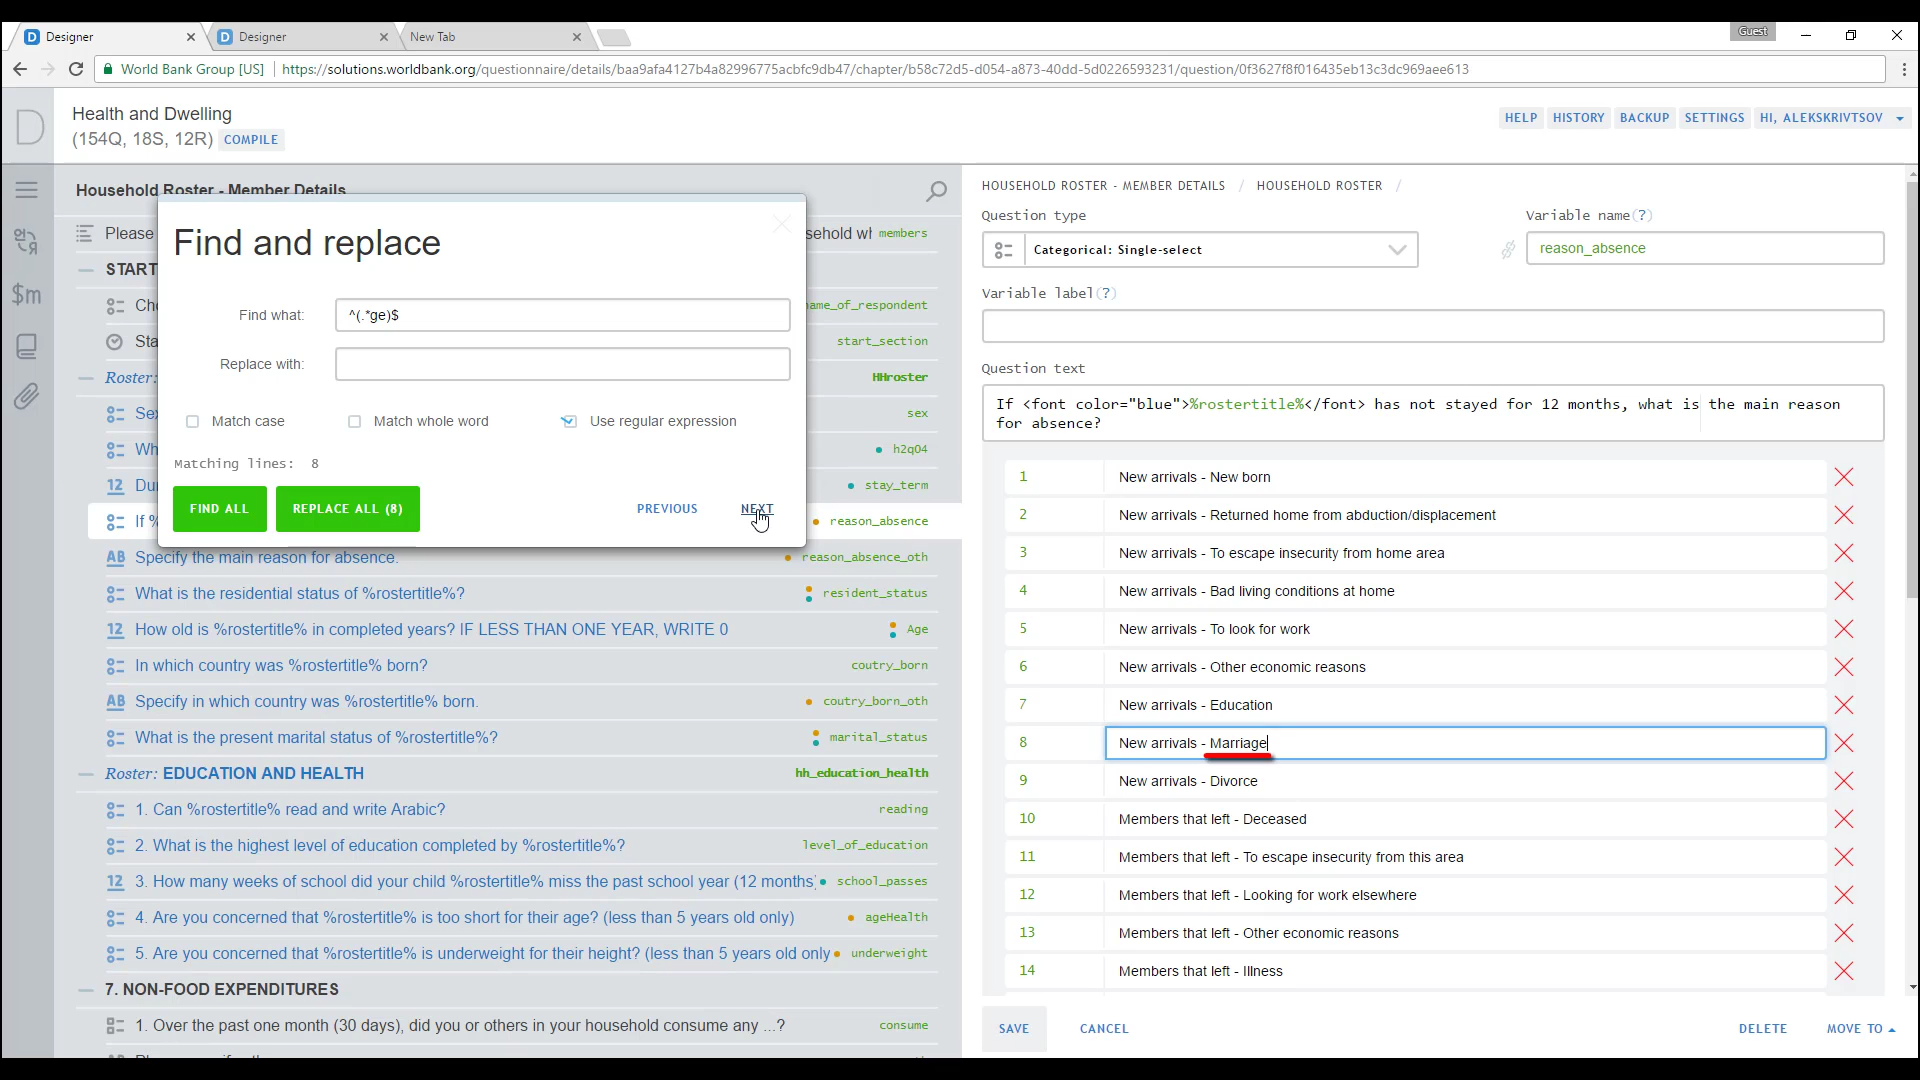 Designer
Designer
New Tab
Guest
World Bank Group [US]
https://solutions.worldbank.org/questionnaire/details/baa9afa4127b4a82996775acbfc9db47/chapter/b58c72d5-d054-a873-40dd-5d0226593231/question/0f3627f8f016435eb13c3dc969aee613
D
Health and Dwelling
(154Q, 18S, 12R) COMPILE
HELP
HISTORY
BACKUP
SETTINGS
HI, ALEKSKRIVTSOV
$m
Household Roster - Member Details
Please
sehold wh
members
START
Che
name_of_respondent
Sta
start_section
Roster:
HHroster
Sex
sex
Wh
h2q04
12 Dur
stay_term
If %
reason_absence
AB Specify the main reason for absence.
reason_absence_oth
What is the residential status of %rostertitle%?
resident_status
12 How old is %rostertitle% in completed years? IF LESS THAN ONE YEAR, WRITE 0
Age
In which country was %rostertitle% born?
coutry_born
AB Specify in which country was %rostertitle% born.
coutry_born_oth
What is the present marital status of %rostertitle%?
marital_status
Roster: EDUCATION AND HEALTH
hh_education_health
1. Can %rostertitle% read and write Arabic?
reading
2. What is the highest level of education completed by %rostertitle%?
level_of_education
12 3. How many weeks of school did your child %rostertitle% miss the past school year (12 months)
school_passes
4. Are you concerned that %rostertitle% is too short for their age? (less than 5 years old only)
ageHealth
5. Are you concerned that %rostertitle% is underweight for their height? (less than 5 years old only
underweight
7. NON-FOOD EXPENDITURES
1. Over the past one month (30 days), did you or others in your household consume any ...?
consume
Find and replace
Find what:
^(.*ge)$
Replace with:
Match case
Match whole word
Use regular expression
Matching lines: 8
FIND ALL
REPLACE ALL (8)
PREVIOUS
NEXT
HOUSEHOLD ROSTER - MEMBER DETAILS / HOUSEHOLD ROSTER /
Question type
Variable name(?)
Categorical: Single-select
reason_absence
Variable label(?)
Question text
If <font color="blue">%rostertitle%</font> has not stayed for 12 months, what is the main reason
for absence?
1 New arrivals - New born
2 New arrivals - Returned home from abduction/displacement
3 New arrivals - To escape insecurity from home area
4 New arrivals - Bad living conditions at home
5 New arrivals - To look for work
6 New arrivals - Other economic reasons
7 New arrivals - Education
8 New arrivals - Marriage
9 New arrivals - Divorce
10 Members that left - Deceased
11 Members that left - To escape insecurity from this area
12 Members that left - Looking for work elsewhere
13 Members that left - Other economic reasons
14 Members that left - Illness
SAVE
CANCEL
DELETE
MOVE TO